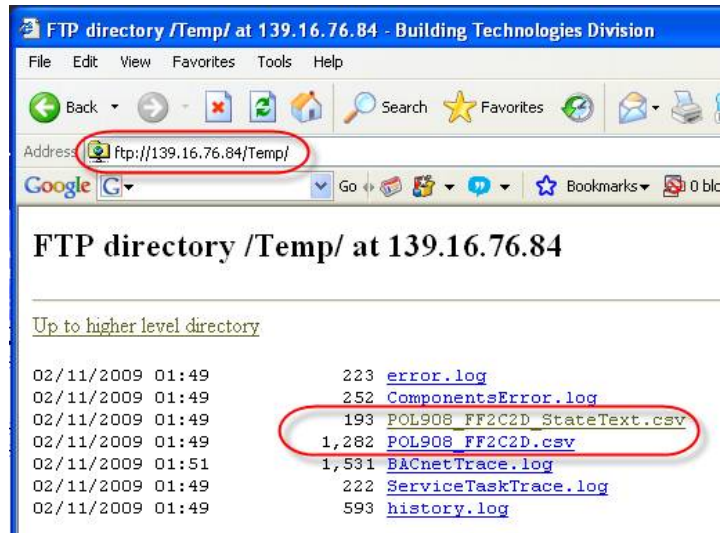 FTP directory /Temp/ at 139.16.76.84 - Building Technologies Division
File Edit View Favorites Tools Help
Back Search Favorites
Address ftp://139.16.76.84/Temp/
Google G Go Bookmarks 0 blo
FTP directory /Temp/ at 139.16.76.84
Up to higher level directory
02/11/2009 01:49 223 error.log
02/11/2009 01:49 252 ComponentsError.log
02/11/2009 01:49 193 POL908_FF2C2D_StateText.csv
02/11/2009 01:49 1,282 POL908_FF2C2D.csv
02/11/2009 01:51 1,531 BACnetTrace.log
02/11/2009 01:49 222 ServiceTaskTrace.log
02/11/2009 01:49 593 history.log